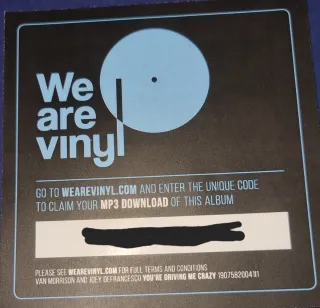 We
are
vinyl
GO TO WEAREVINYL.COM AND ENTER THE UNIQUE CODE
TO CLAIM YOUR MP3 DOWNLOAD OF THIS ALBUM
PLEASE SEE WEAREVINYL.COM FOR FULL TERMS AND CONDITIONS
VAN MORRISON AND JOEY DEFRANCESCO YOU'RE DRIVING ME CRAZY 190758200491